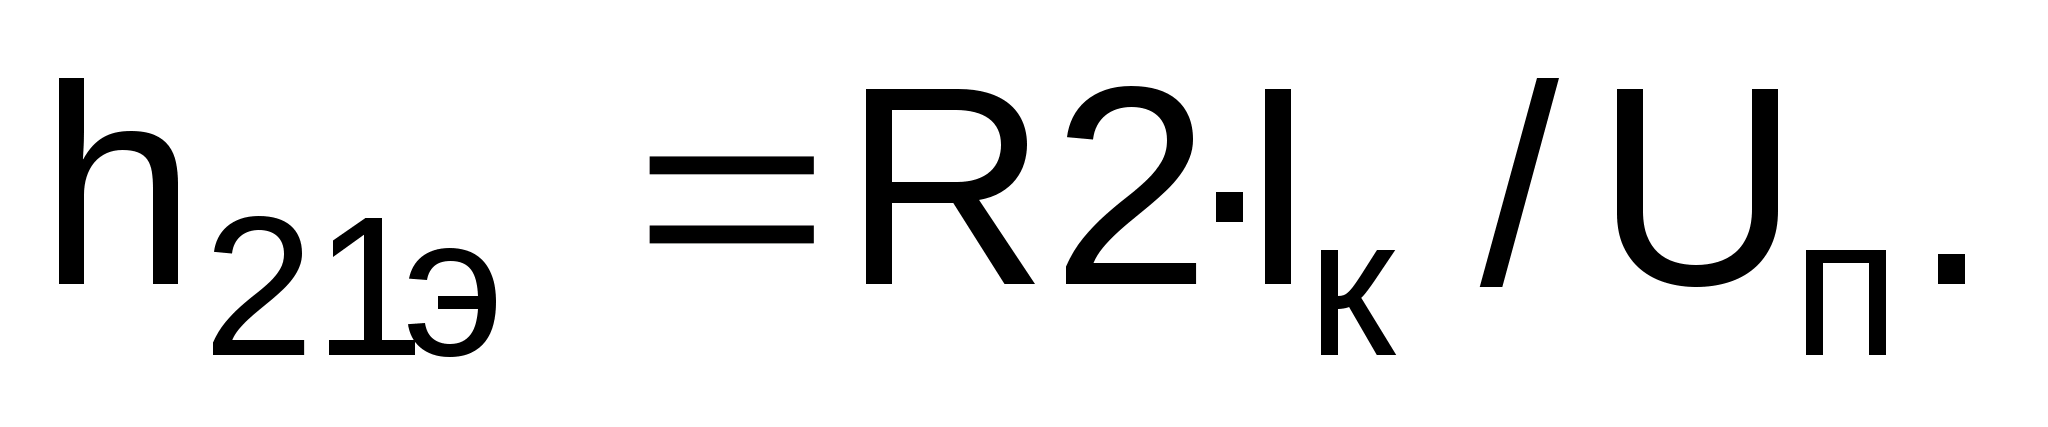 h₂₁э = R2·Iк / Uп.